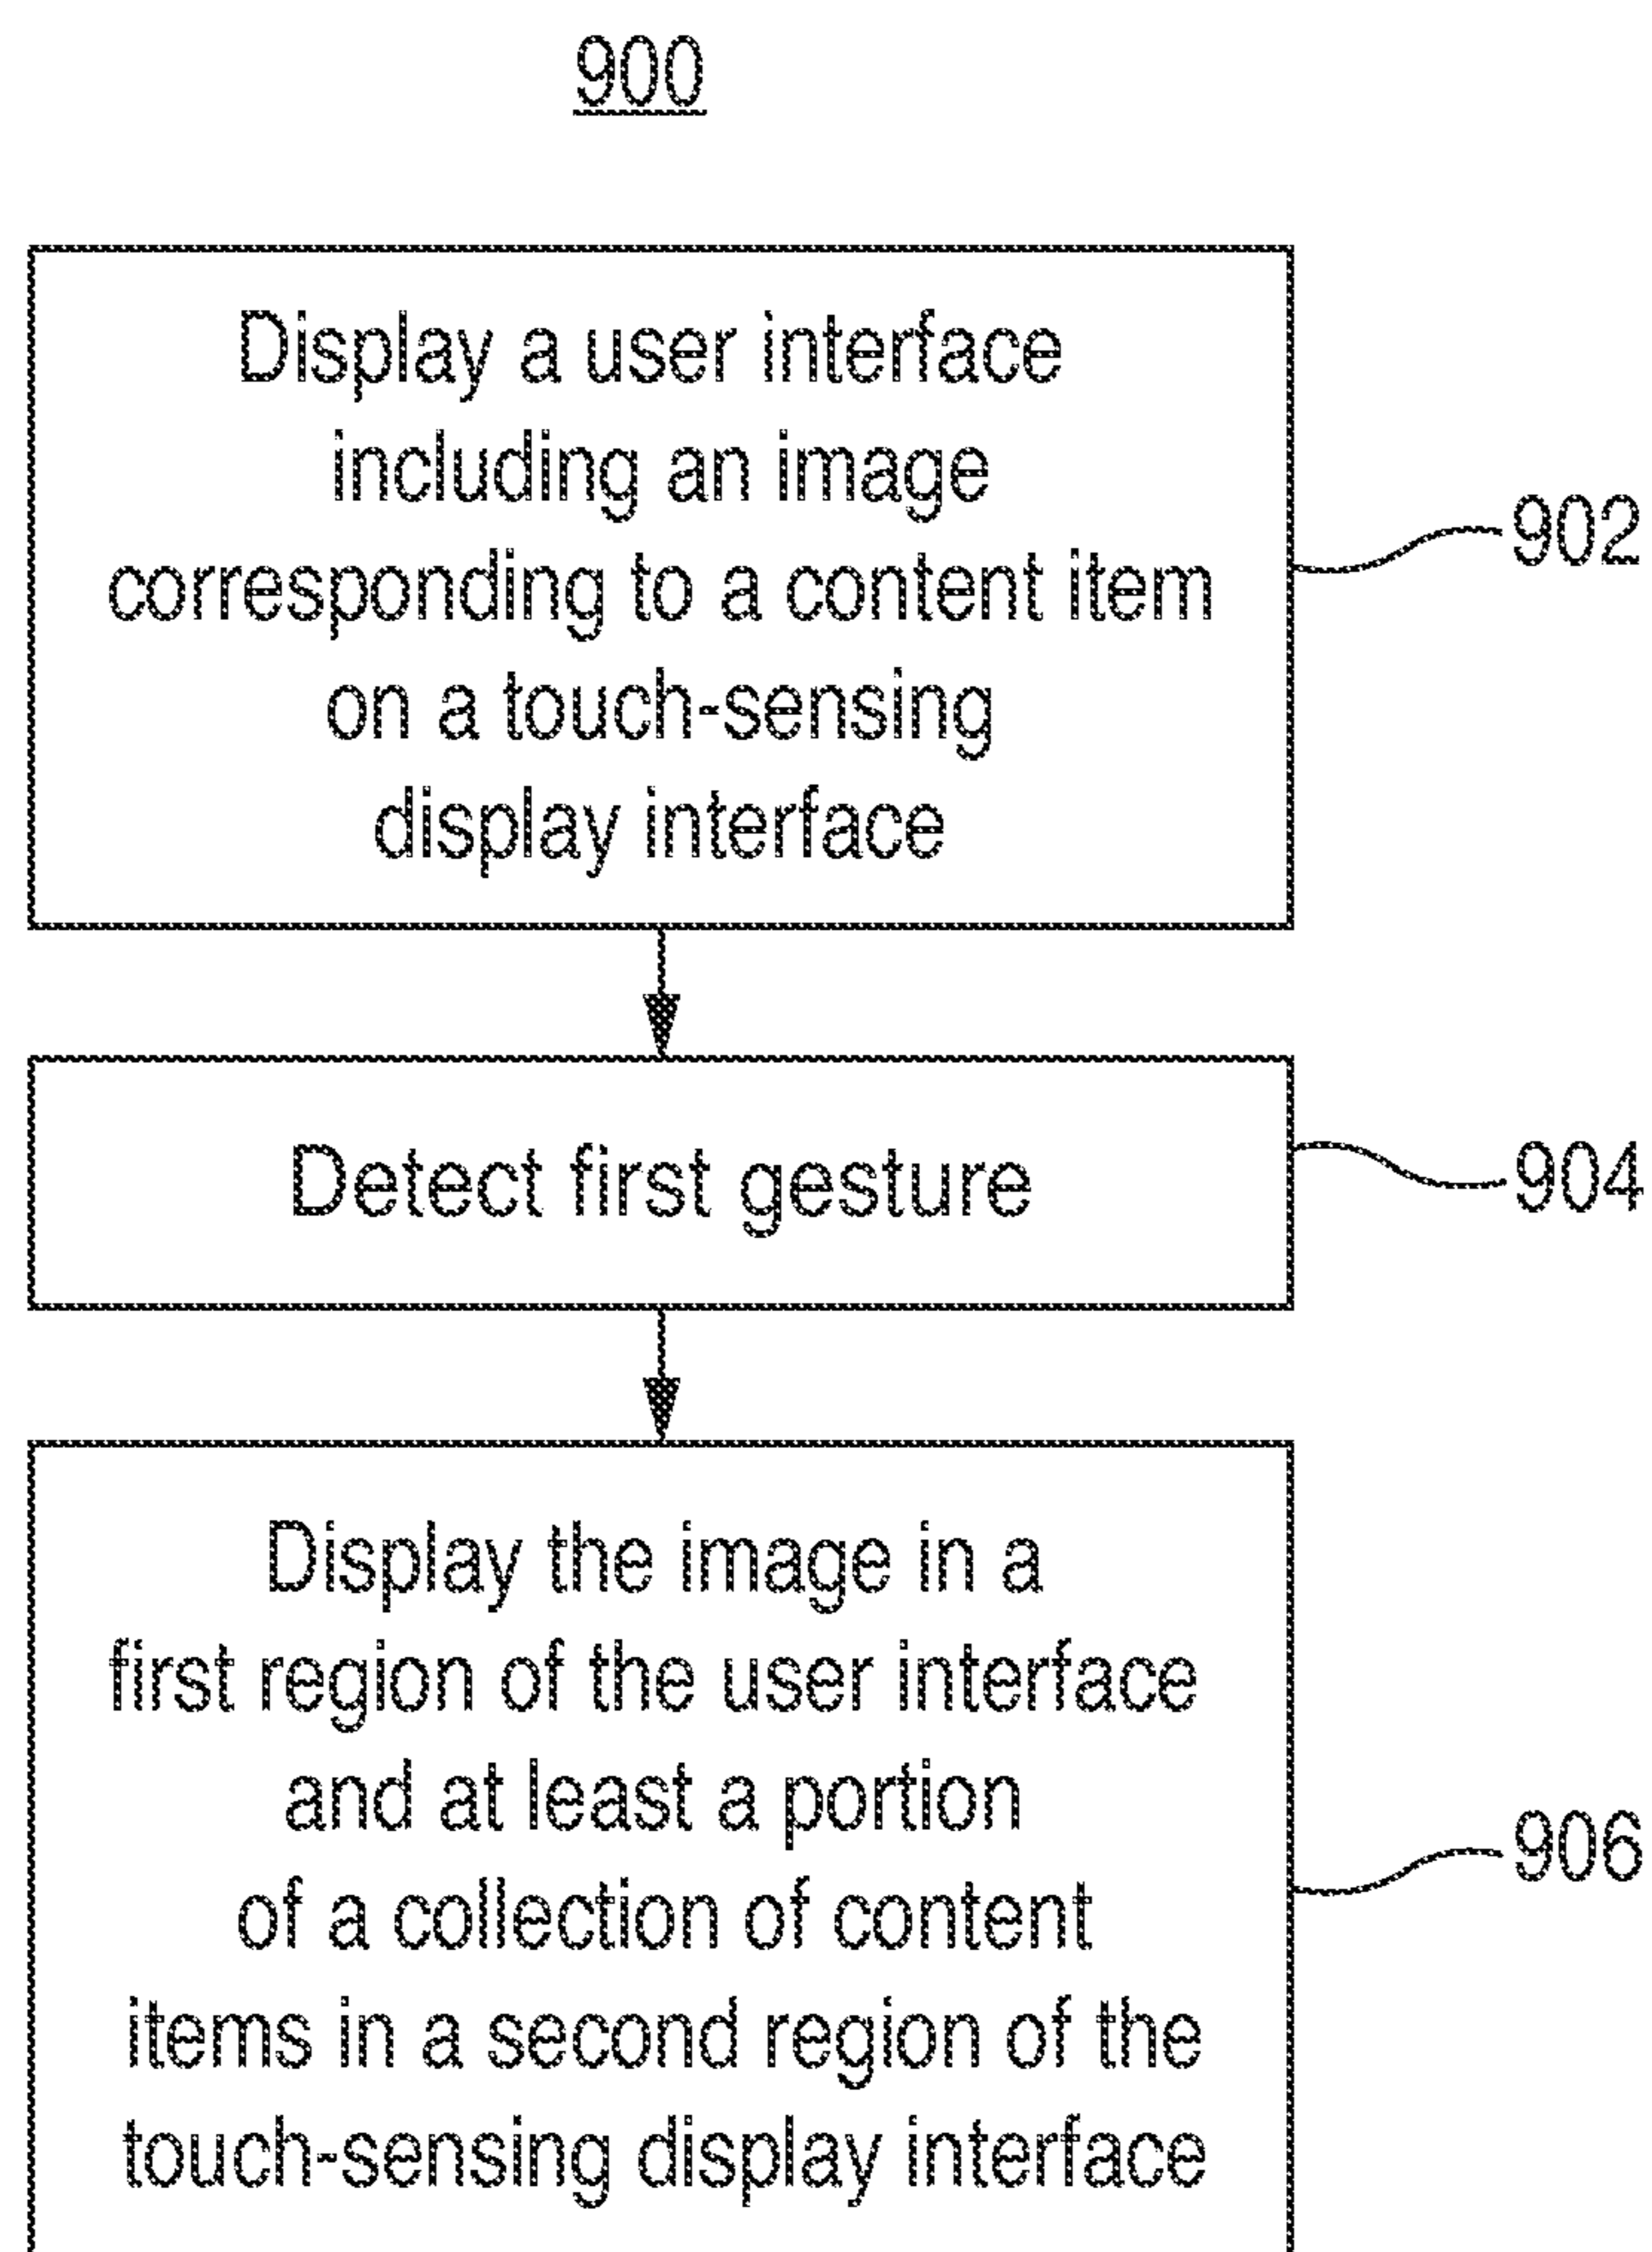 900
Display a user interface
including an image
corresponding to a content item
on a touch-sensing
display interface
902
Detect first gesture
904
Display the image in a
first region of the user interface
and at least a portion
of a collection of content
items in a second region of the
touch-sensing display interface
906